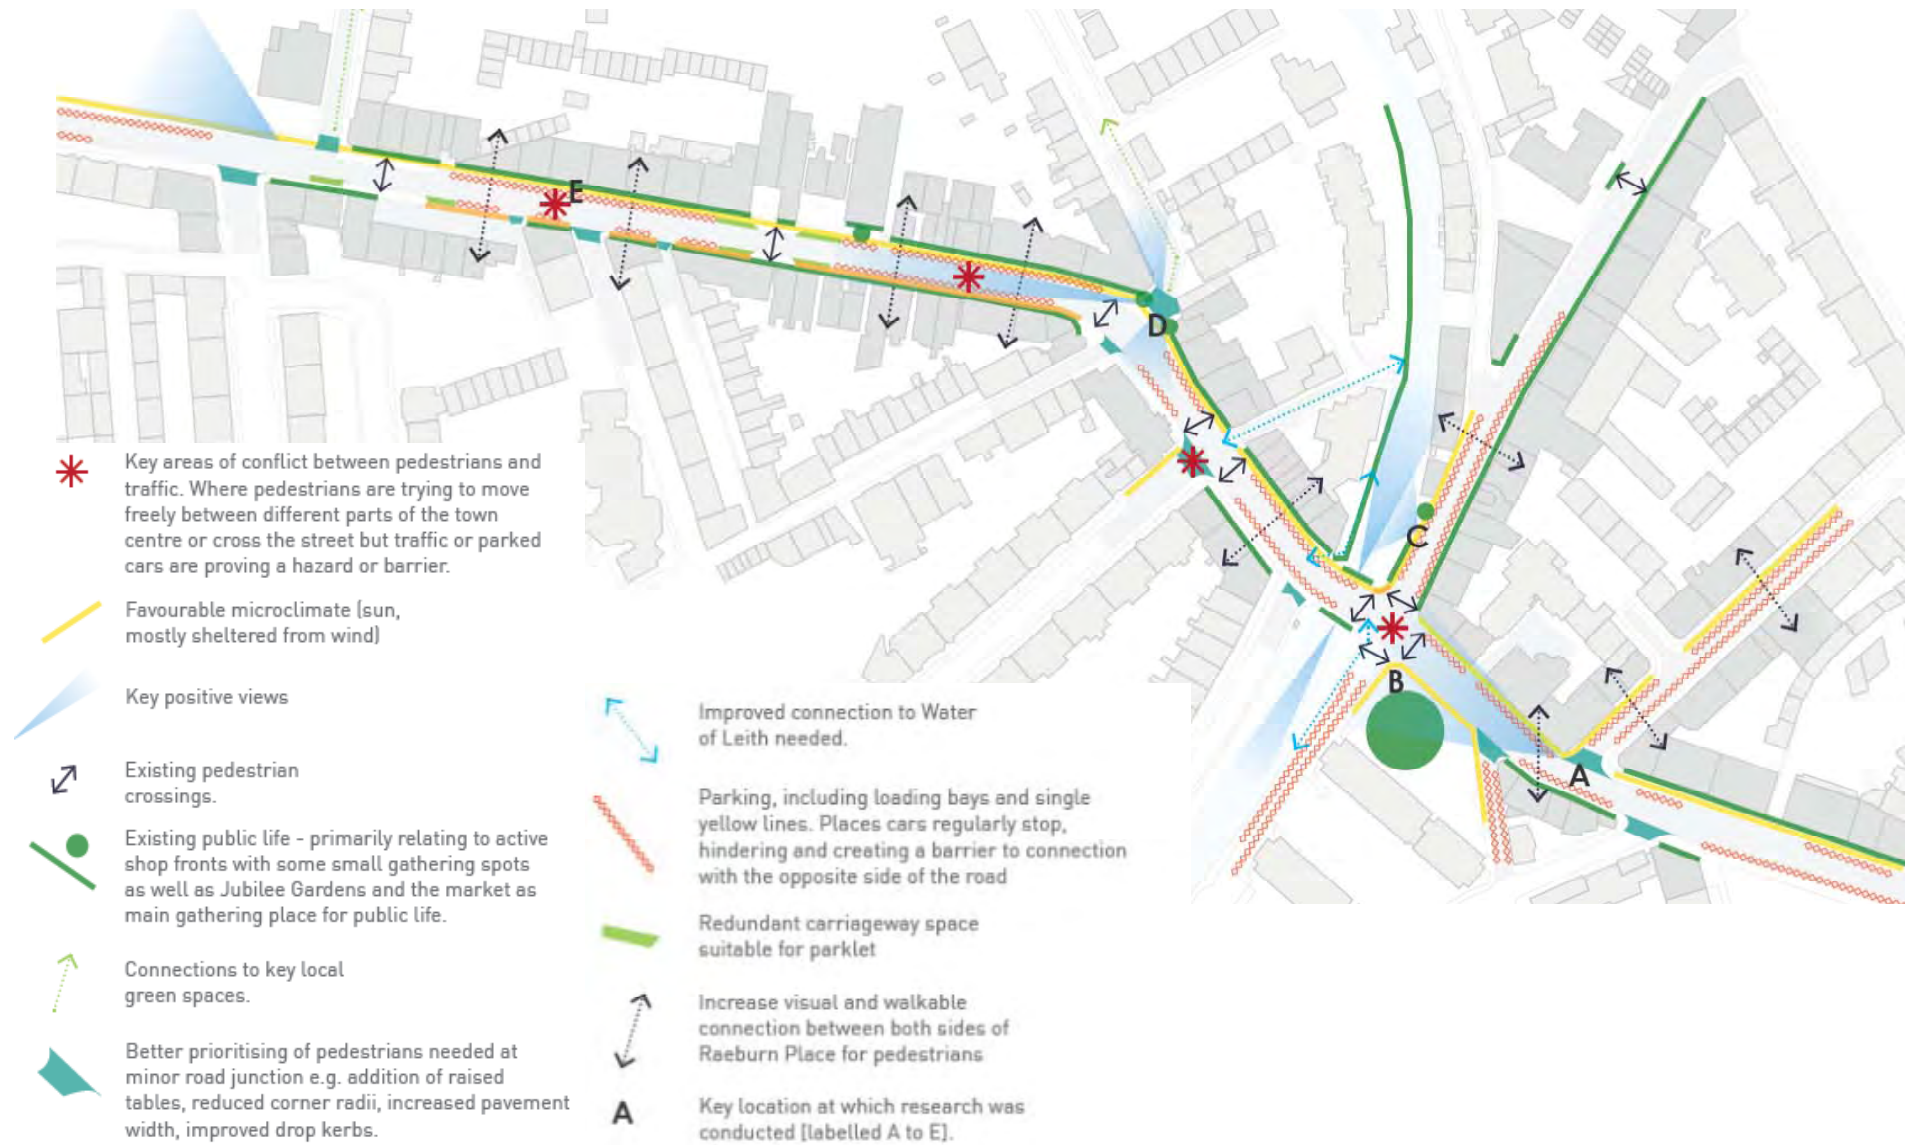 E
D
C
B
A
Key areas of conflict between pedestrians and
traffic. Where pedestrians are trying to move
freely between different parts of the town
centre or cross the street but traffic or parked
cars are proving a hazard or barrier.
Favourable microclimate (sun,
mostly sheltered from wind)
Key positive views
Existing pedestrian
crossings.
Existing public life - primarily relating to active
shop fronts with some small gathering spots
as well as Jubilee Gardens and the market as
main gathering place for public life.
Connections to key local
green spaces.
Better prioritising of pedestrians needed at
minor road junction e.g. addition of raised
tables, reduced corner radii, increased pavement
width, improved drop kerbs.
Improved connection to Water
of Leith needed.
Parking, including loading bays and single
yellow lines. Places cars regularly stop,
hindering and creating a barrier to connection
with the opposite side of the road
Redundant carriageway space
suitable for parklet
Increase visual and walkable
connection between both sides of
Raeburn Place for pedestrians
A
Key location at which research was
conducted (labelled A to E).